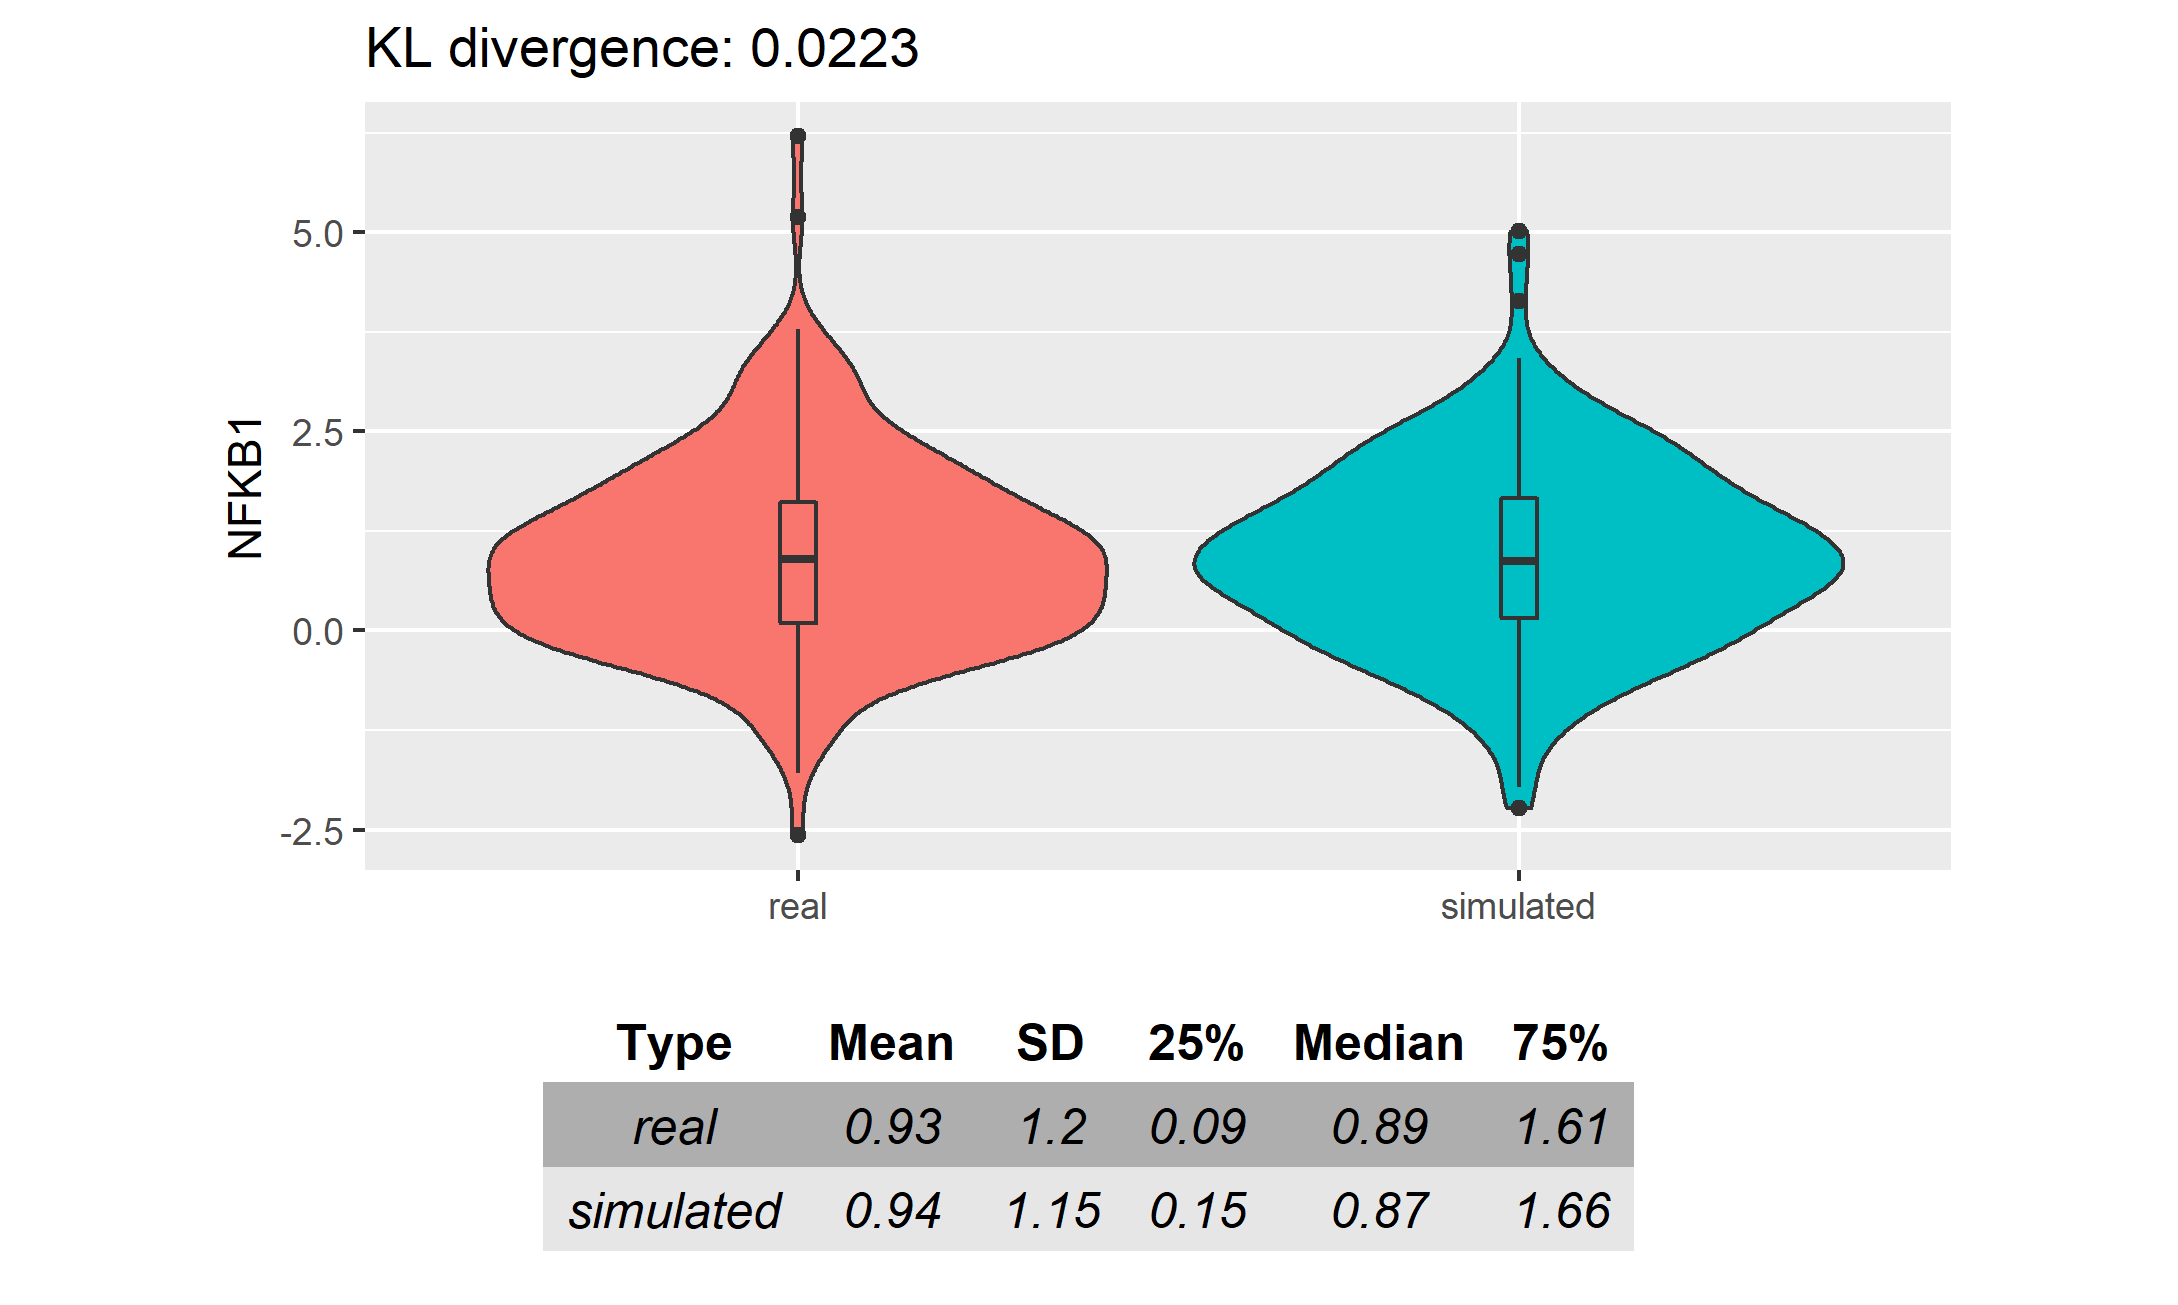 KL divergence: 0.0223
NFKB1
5.0
2.5
0.0
-2.5
real simulated
Type Mean SD 25% Median 75%
real 0.93 1.2 0.09 0.89 1.61
simulated 0.94 1.15 0.15 0.87 1.66